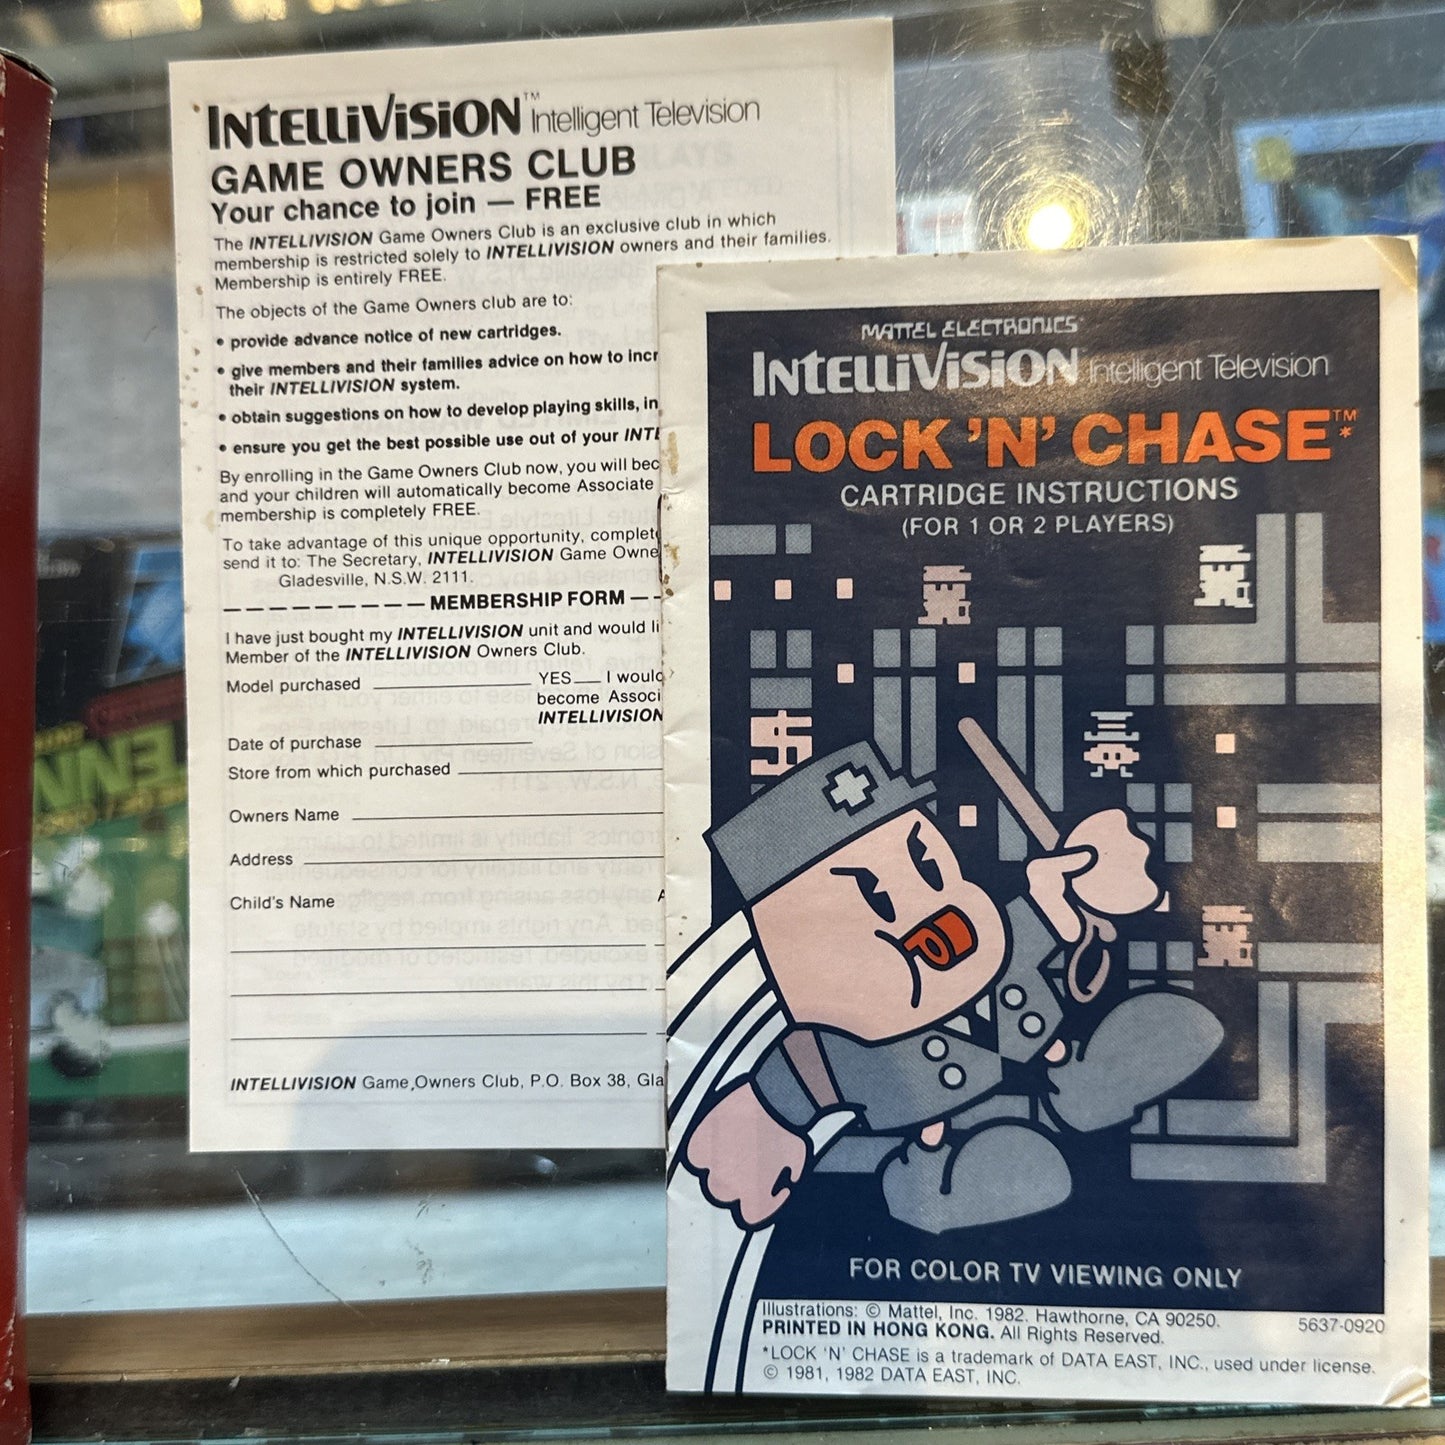 INTELLIVISION™ Intelligent Television
GAME OWNERS CLUB
Your chance to join — FREE
The INTELLIVISION Game Owners Club is an exclusive club in which
membership is restricted solely to INTELLIVISION owners and their families.
Membership is entirely FREE.
The objects of the Game Owners club are to:
• provide advance notice of new cartridges.
• give members and their families advice on how to incr
their INTELLIVISION system.
• obtain suggestions on how to develop playing skills, in
• ensure you get the best possible use out of your INTE
By enrolling in the Game Owners Club now, you will bec
and your children will automatically become Associate
membership is completely FREE.
To take advantage of this unique opportunity, complet
send it to: The Secretary, INTELLIVISION Game Owne
Gladesville, N.S.W. 2111.
MEMBERSHIP FORM
I have just bought my INTELLIVISION unit and would li
Member of the INTELLIVISION Owners Club.
Model purchased YES I would
become Associ
INTELLIVISION
Date of purchase
Store from which purchased
Owners Name
Address
Child's Name A
INTELLIVISION Game Owners Club, P.O. Box 38, Gla
MATTEL ELECTRONICS®
INTELLIVISION Intelligent Television
LOCK 'N' CHASE™*
CARTRIDGE INSTRUCTIONS
(FOR 1 OR 2 PLAYERS)
FOR COLOR TV VIEWING ONLY
Illustrations: © Mattel, Inc. 1982. Hawthorne, CA 90250.
PRINTED IN HONG KONG. All Rights Reserved. 5637-0920
*LOCK 'N' CHASE is a trademark of DATA EAST, INC., used under license.
© 1981, 1982 DATA EAST, INC.